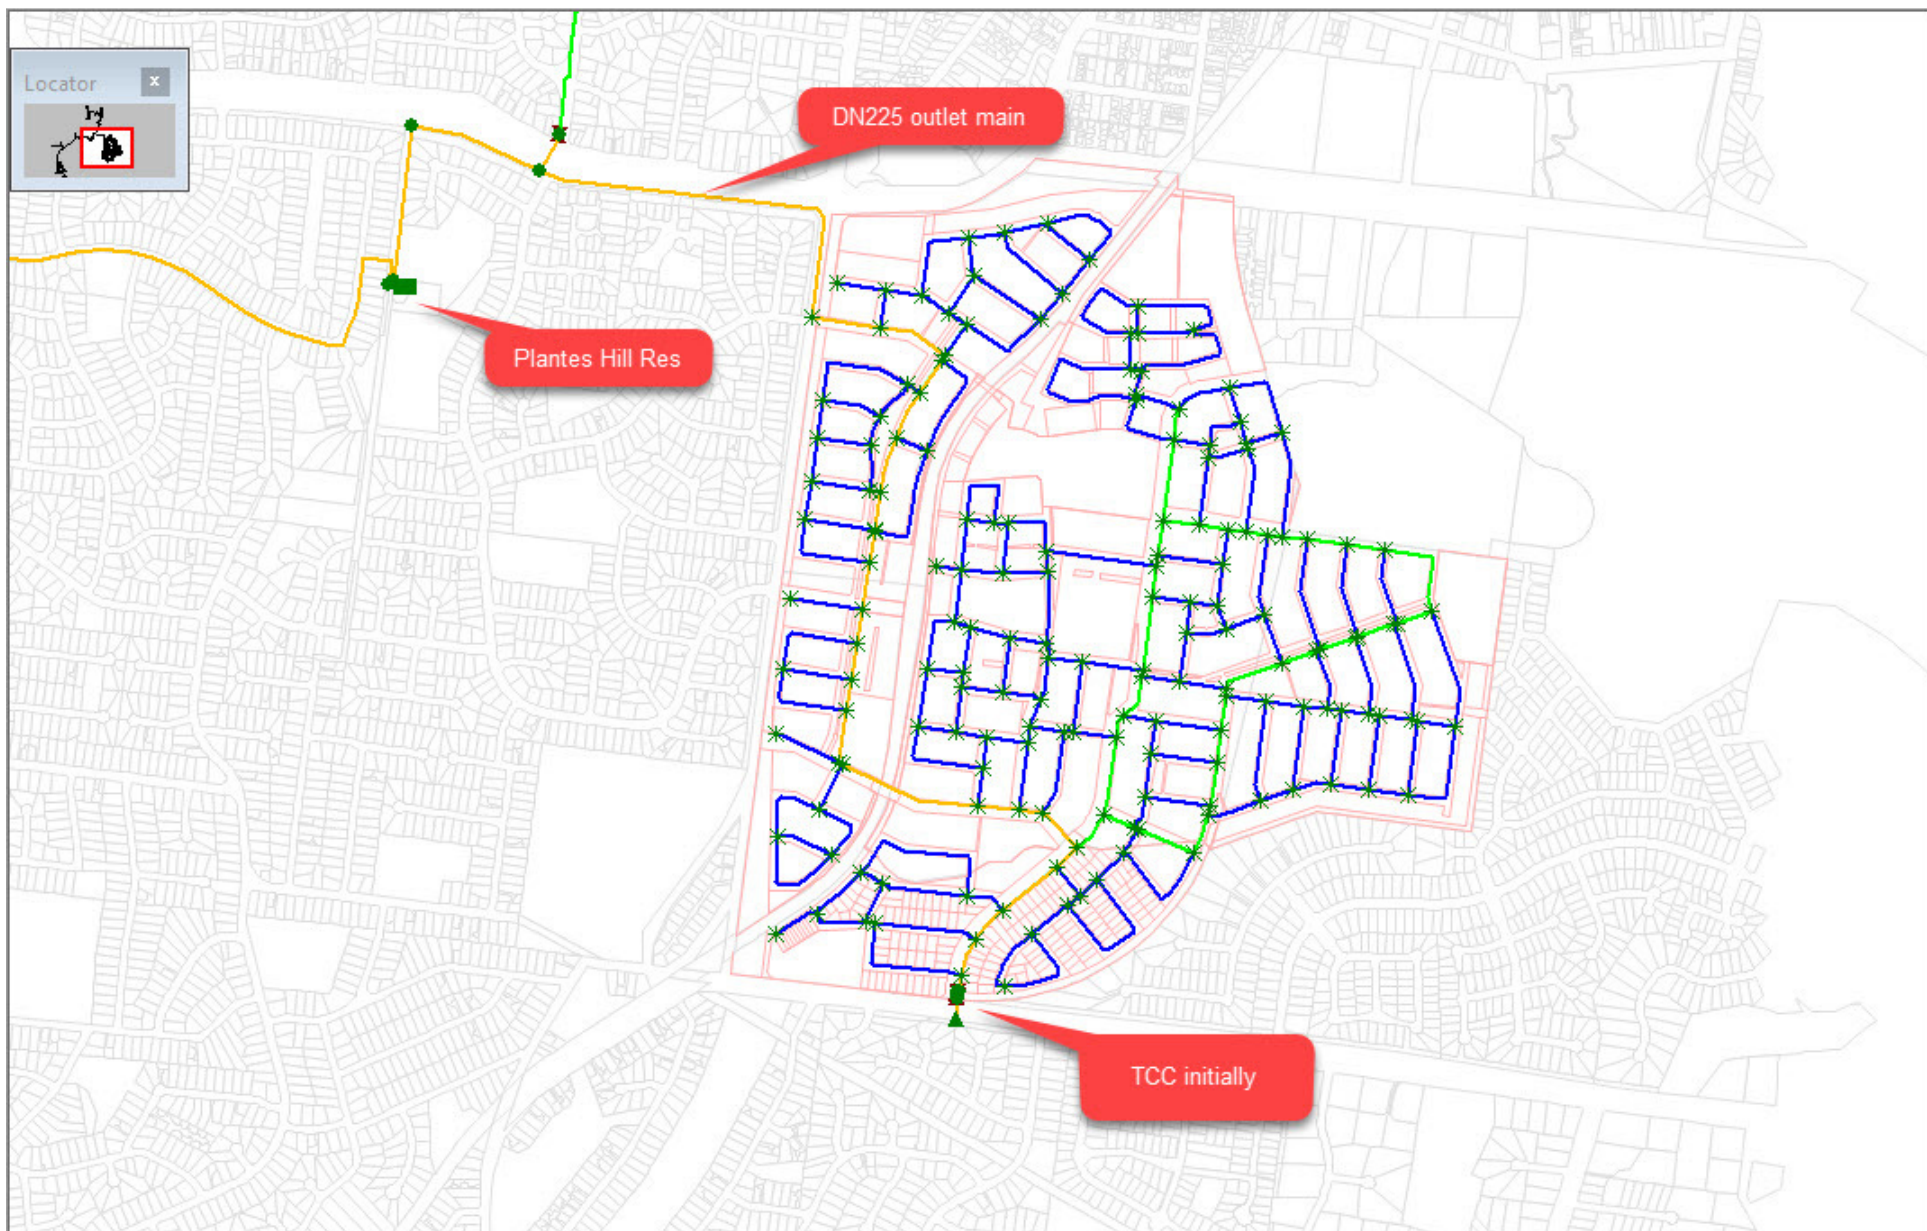 Locator x
DN225 outlet main
Plantes Hill Res
TCC initially